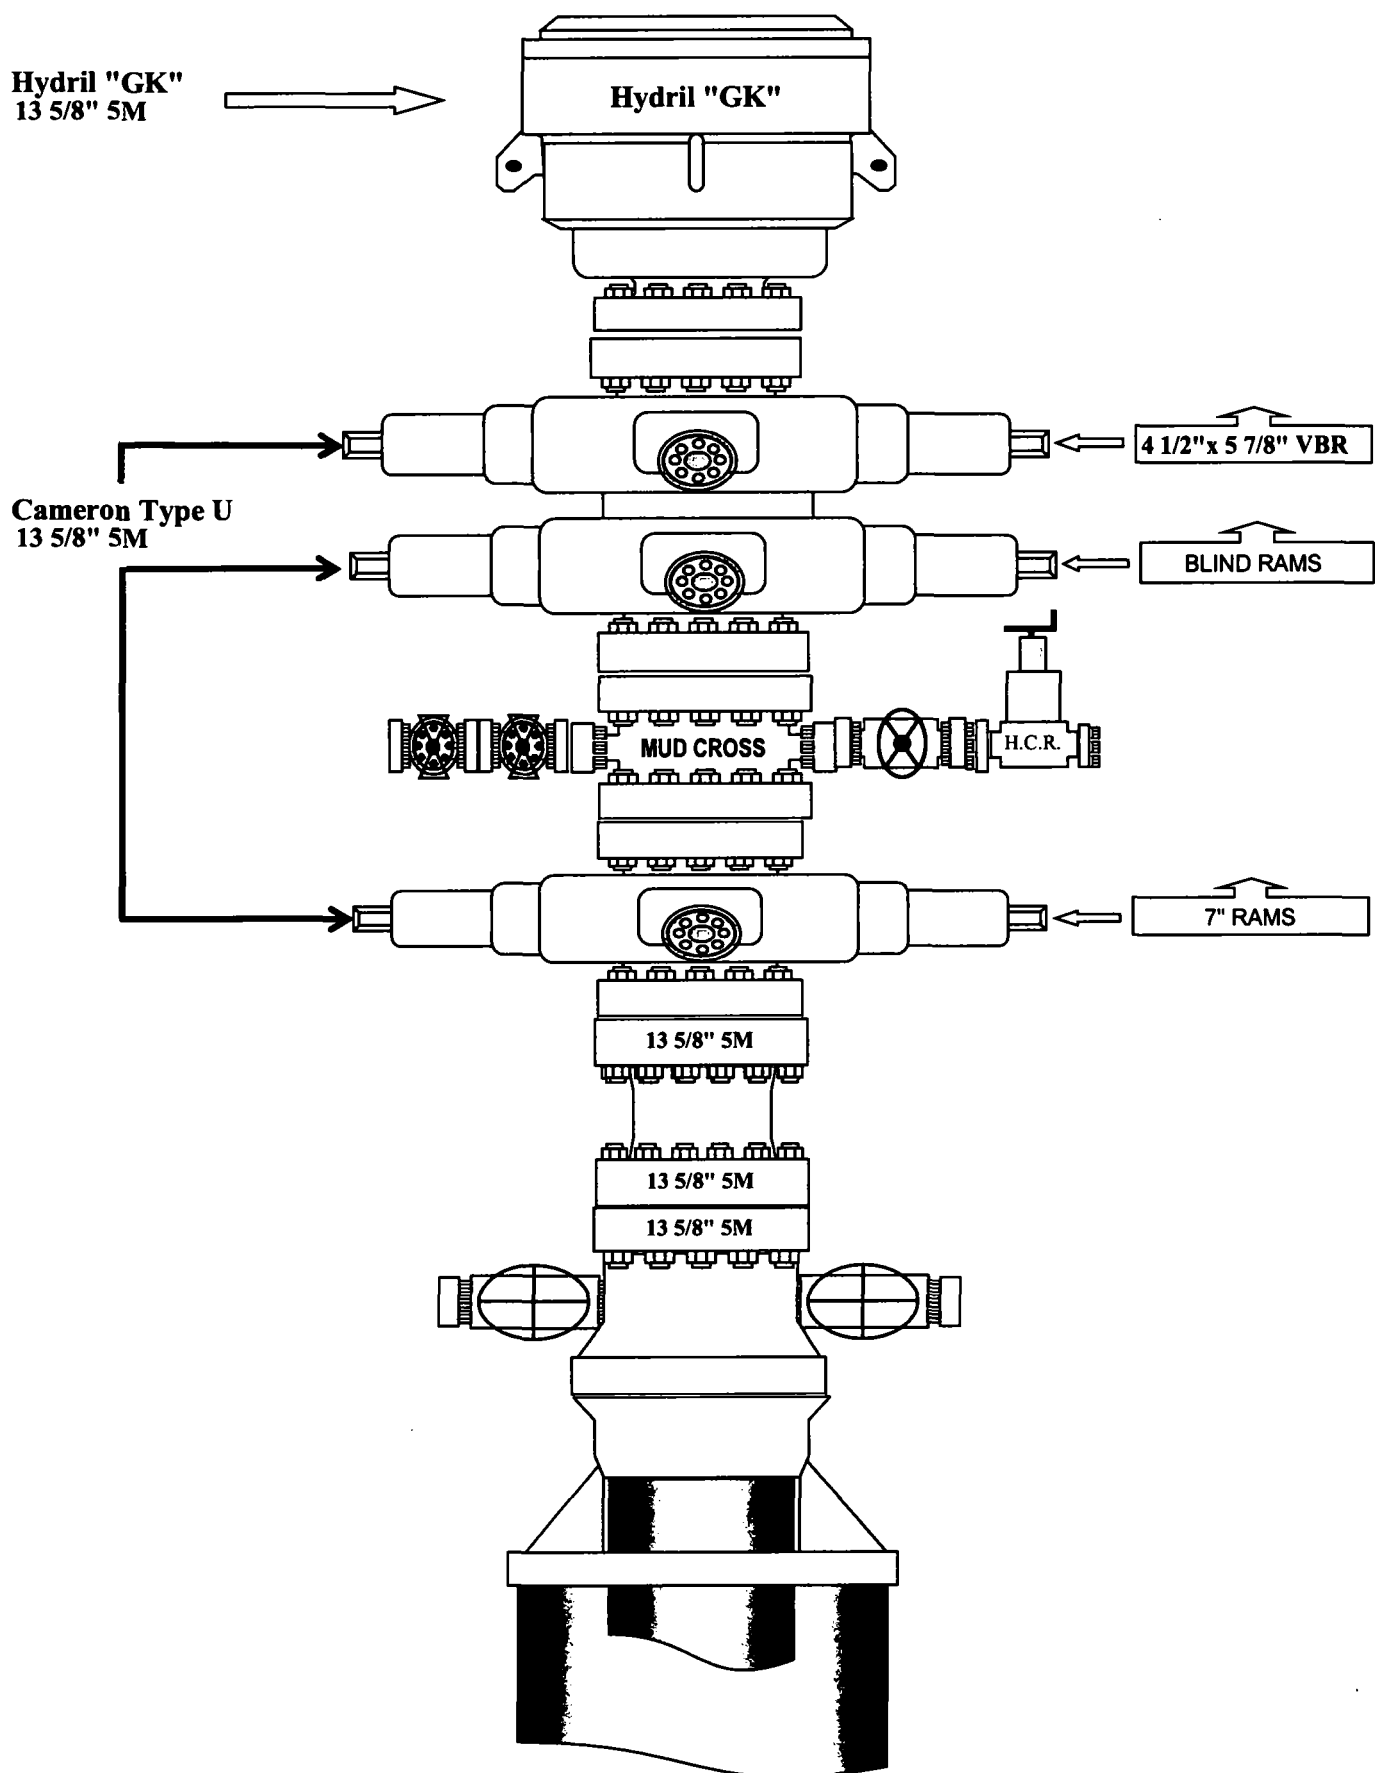 Hydril "GK"
13 5/8" 5M
Hydril "GK"
4 1/2"x 5 7/8" VBR
Cameron Type U
13 5/8" 5M
BLIND RAMS
MUD CROSS
H.C.R.
7" RAMS
13 5/8" 5M
13 5/8" 5M
13 5/8" 5M